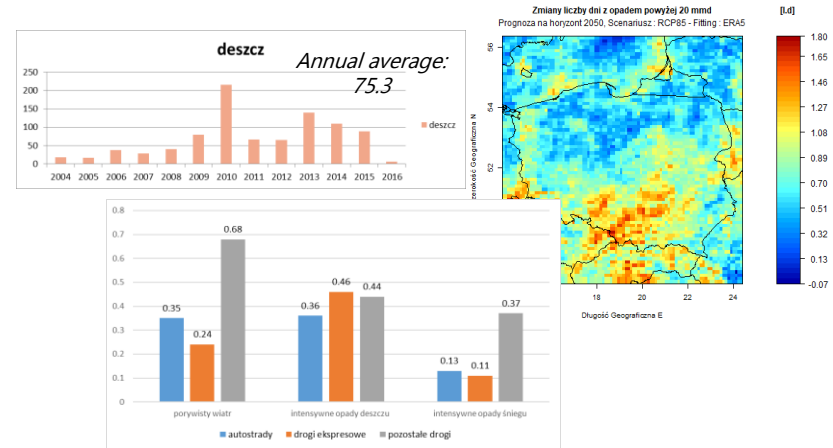 deszcz
Annual average:
75.3
250
200
150
100
50
0
2004 2005 2006 2007 2008 2009 2010 2011 2012 2013 2014 2015 2016
deszcz
Zmiany liczby dni z opadem powyżej 20 mmd
Prognoza na horyzont 2050, Scenariusz : RCP85 - Fitting : ERA5
[l.d]
56
54
52
Geograficzna N
18 20 22 24
Długość Geograficzna E
1.80
1.65
1.46
1.27
1.08
0.89
0.70
0.51
0.32
0.13
-0.07
0.8
0.7
0.6
0.5
0.4
0.3
0.2
0.1
0
0.35 0.24 0.68
0.36 0.46 0.44
0.13 0.11 0.37
porywisty wiatr intensywne opady deszczu intensywne opady śniegu
autostrady drogi ekspresowe pozostałe drogi